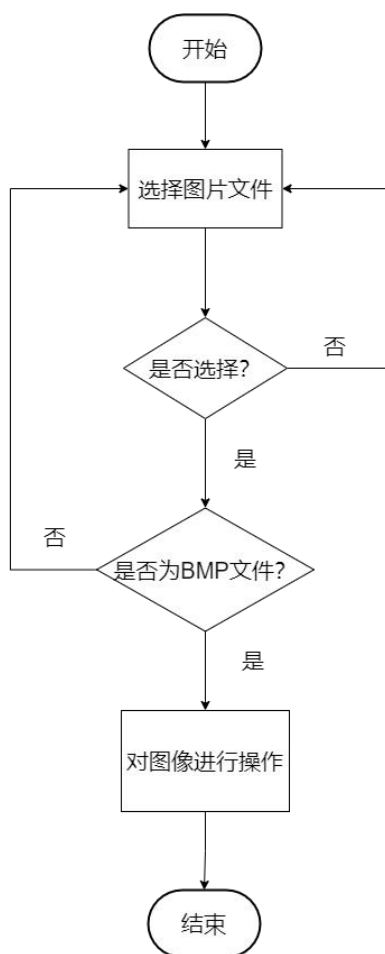 开始
选择图片文件
是否选择?
否
是
否
是否为BMP文件?
是
对图像进行操作
结束